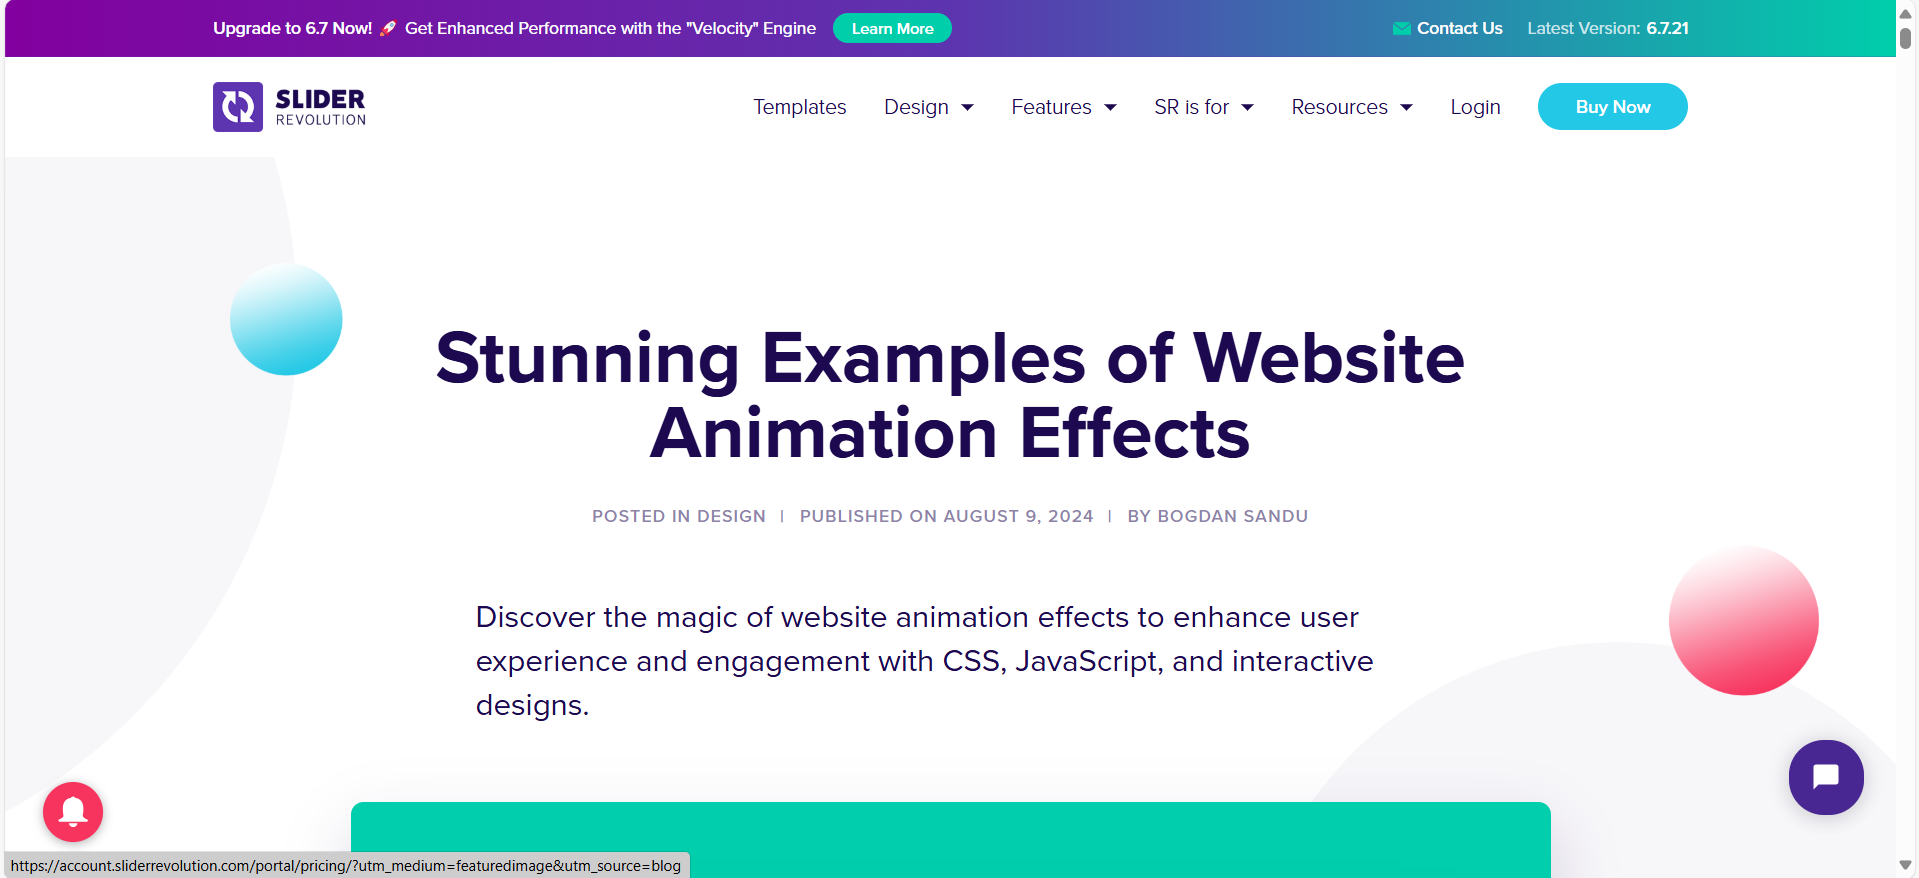 Upgrade to 6.7 Now! 🚀 Get Enhanced Performance with the "Velocity" Engine
Learn More
Contact Us
Latest Version: 6.7.21
SLIDER
REVOLUTION
Templates
Design
Features
SR is for
Resources
Login
Buy Now
Stunning Examples of Website
Animation Effects
POSTED IN DESIGN | PUBLISHED ON AUGUST 9, 2024 | BY BOGDAN SANDU
Discover the magic of website animation effects to enhance user
experience and engagement with CSS, JavaScript, and interactive
designs.
https://account.sliderrevolution.com/portal/pricing/?utm_medium=featuredimage&utm_source=blog